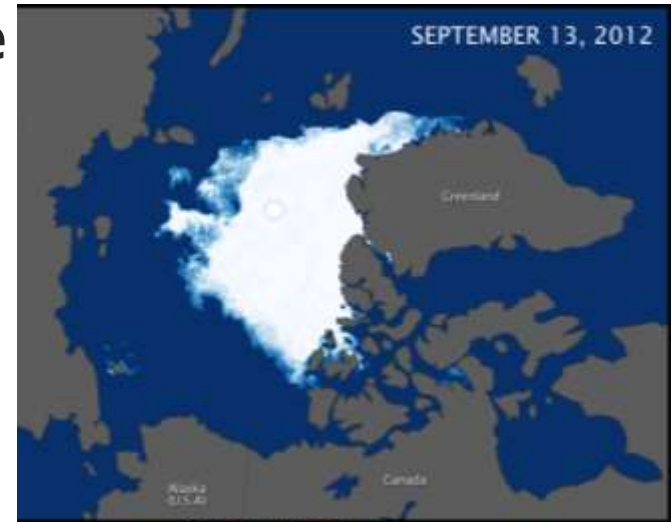 e
SEPTEMBER 13, 2012
Greenland
Alaska
(U.S.A)
Canada